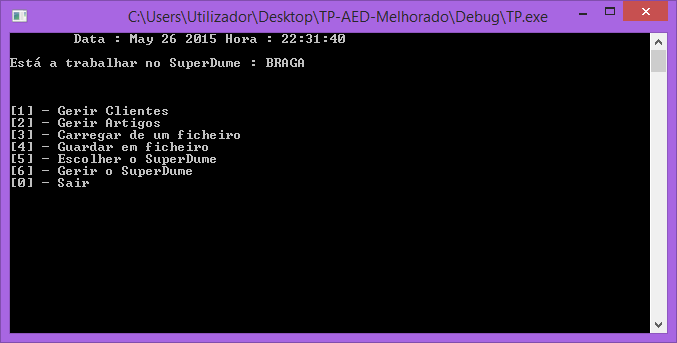 C:\Users\Utilizador\Desktop\TP-AED-Melhorado\Debug\TP.exe
Data : May 26 2015 Hora : 22:31:40
Está a trabalhar no SuperDume : BRAGA
[1] - Gerir Clientes
[2] - Gerir Artigos
[3] - Carregar de um ficheiro
[4] - Guardar em ficheiro
[5] - Escolher o SuperDume
[6] - Gerir o SuperDume
[0] - Sair